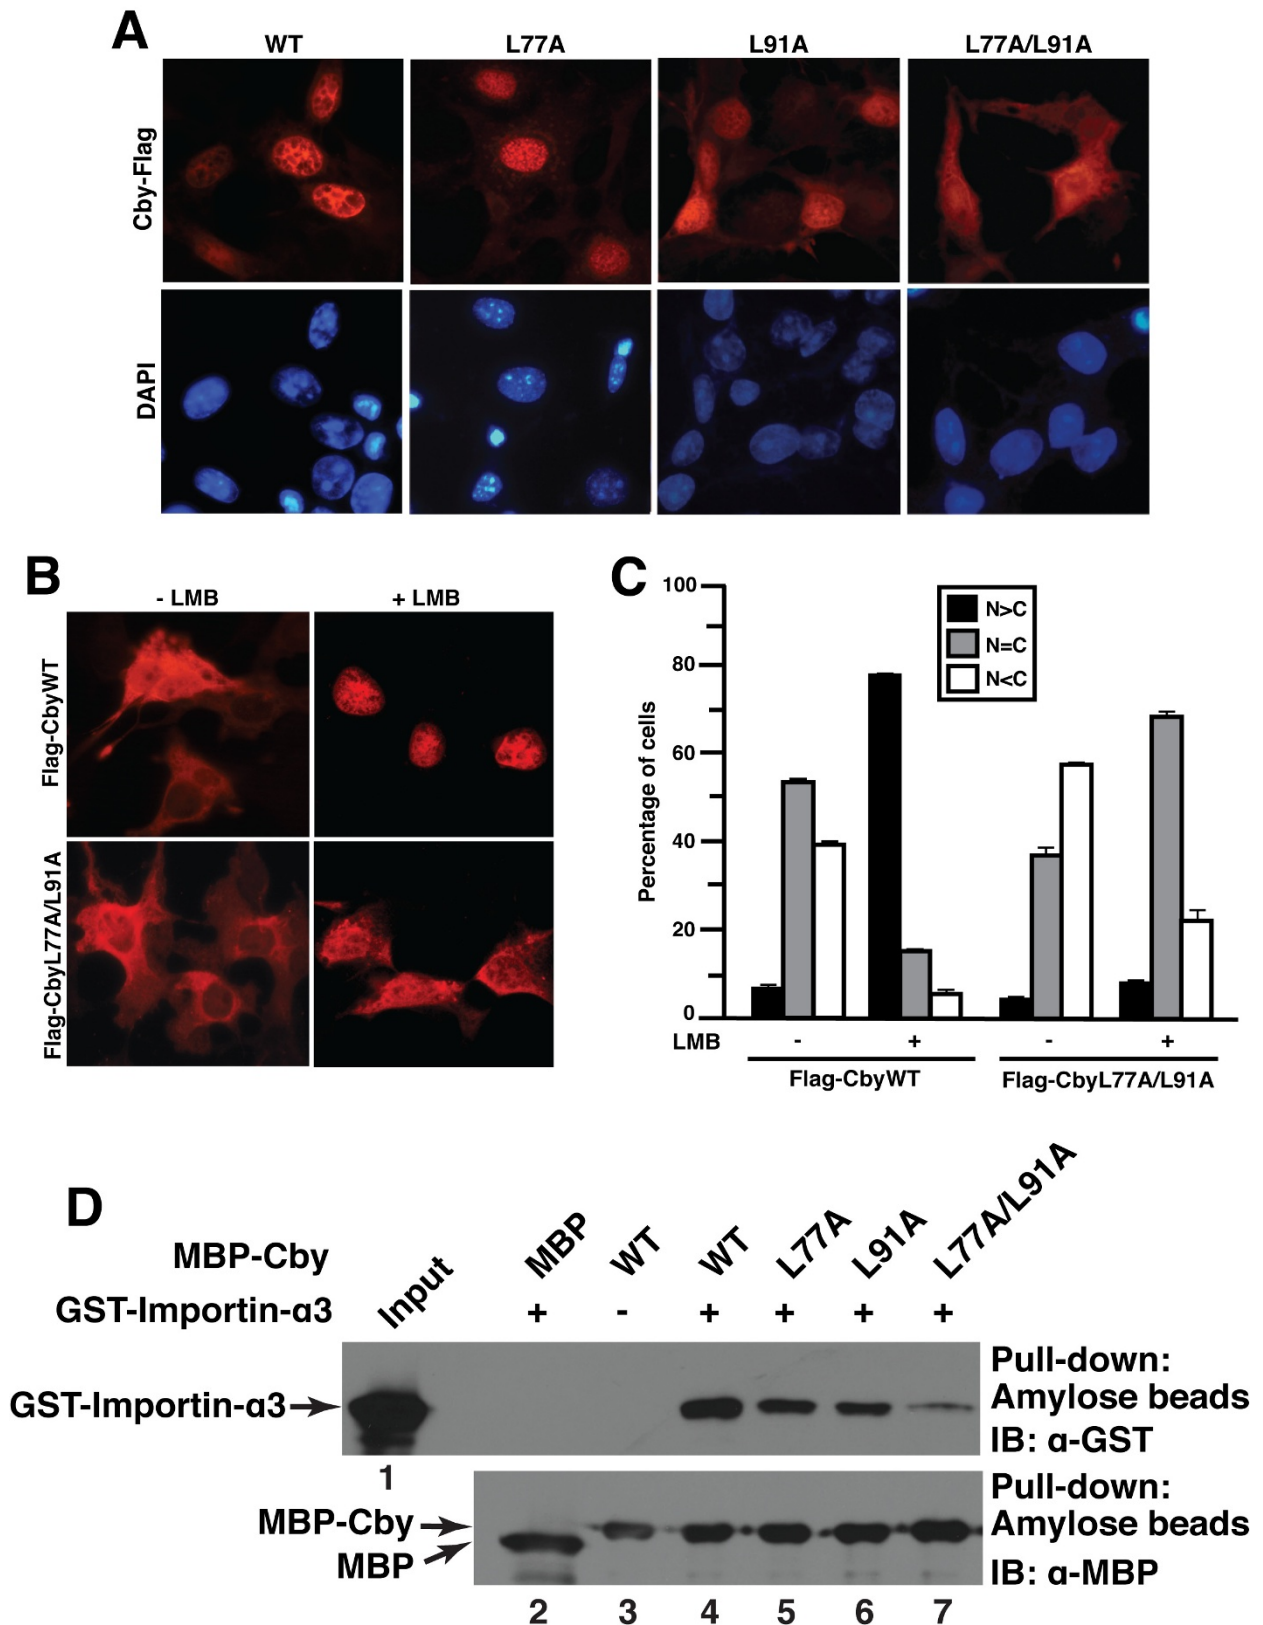 A
WT
L77A
L91A
L77A/L91A
Cby-Flag
DAPI
B
- LMB
+ LMB
Flag-CbyWT
Flag-CbyL77A/L91A
C
100
80
60
40
20
0
Percentage of cells
N>C
N=C
N<C
LMB - + - +
Flag-CbyWT
Flag-CbyL77A/L91A
D
MBP-Cby
Input
MBP
WT
WT
L77A
L91A
L77A/L91A
GST-Importin-α3 + - + + + +
GST-Importin-α3
Pull-down:
Amylose beads
IB: α-GST
1
MBP-Cby
MBP
Pull-down:
Amylose beads
IB: α-MBP
2 3 4 5 6 7